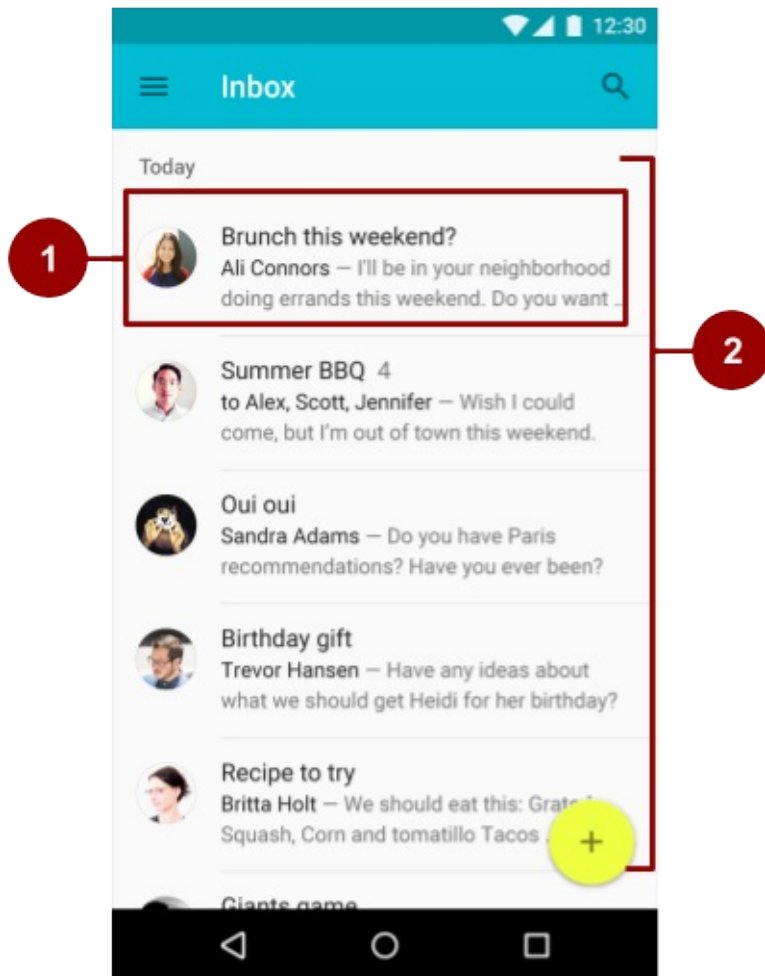 12:30
Inbox
Today
1
Brunch this weekend?
Ali Connors — I'll be in your neighborhood
doing errands this weekend. Do you want ..
2
Summer BBQ 4
to Alex, Scott, Jennifer — Wish I could
come, but I'm out of town this weekend.
Oui oui
Sandra Adams — Do you have Paris
recommendations? Have you ever been?
Birthday gift
Trevor Hansen — Have any ideas about
what we should get Heidi for her birthday?
Recipe to try
Britta Holt — We should eat this:
Squash, Corn and tomatillo Tacos
+
Giants game